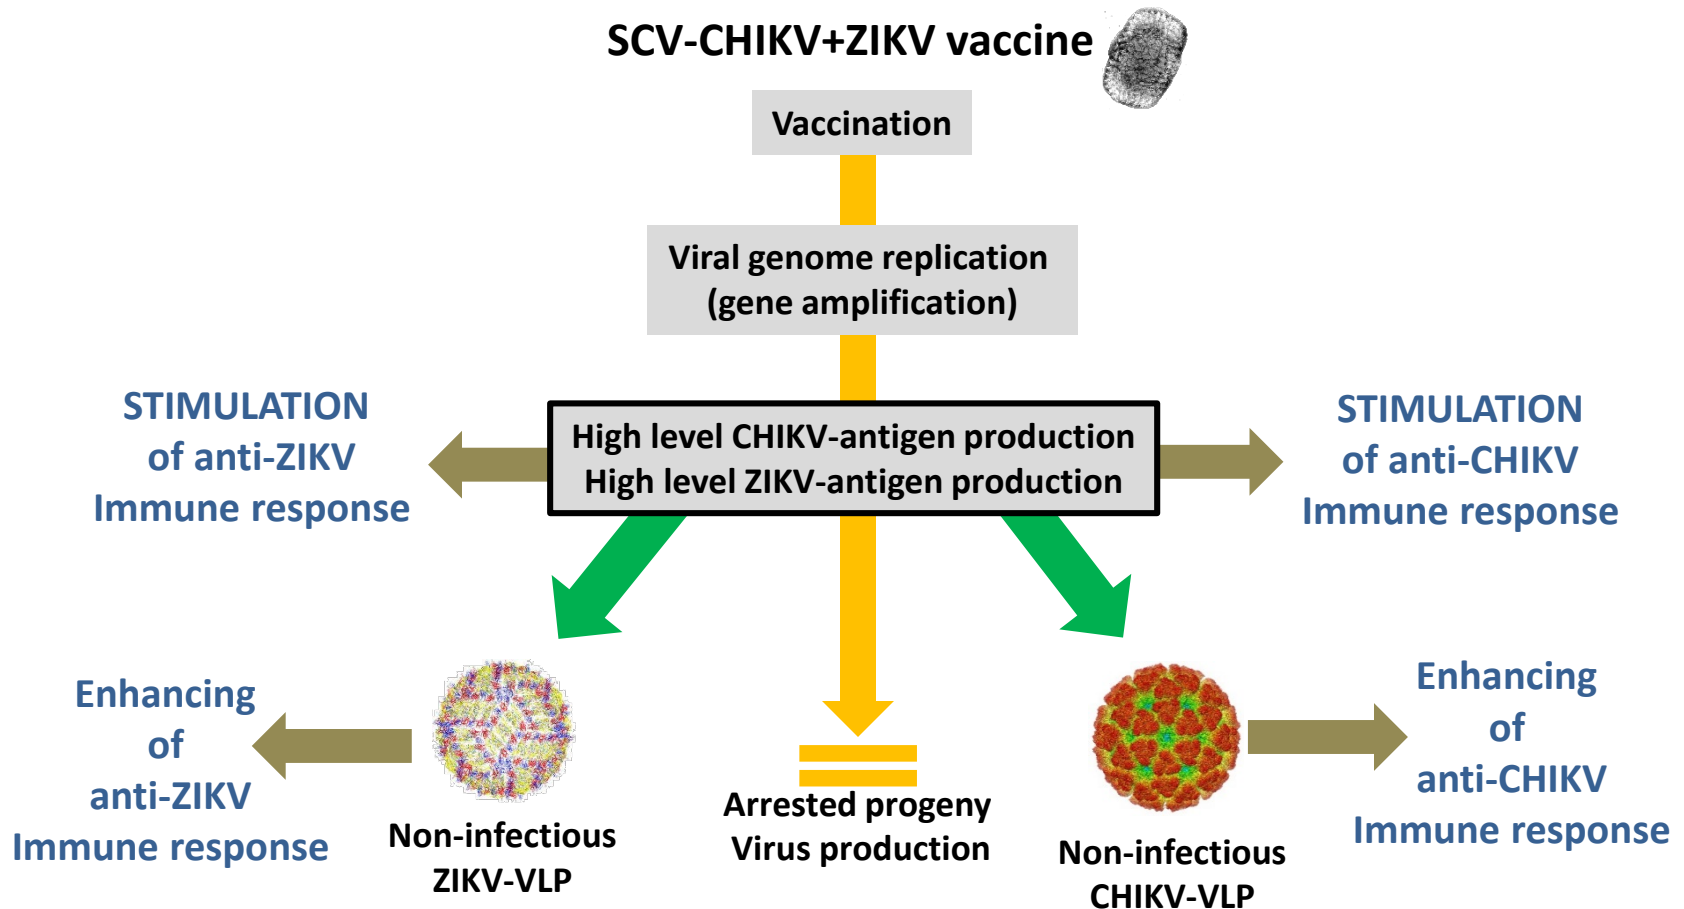 SCV-CHIKV+ZIKV vaccine
Vaccination
Viral genome replication
(gene amplification)
STIMULATION
of anti-ZIKV
Immune response
High level CHIKV-antigen production
High level ZIKV-antigen production
STIMULATION
of anti-CHIKV
Immune response
Enhancing
of
anti-ZIKV
Immune response
Non-infectious
ZIKV-VLP
Arrested progeny
Virus production
Non-infectious
CHIKV-VLP
Enhancing
of
anti-CHIKV
Immune response